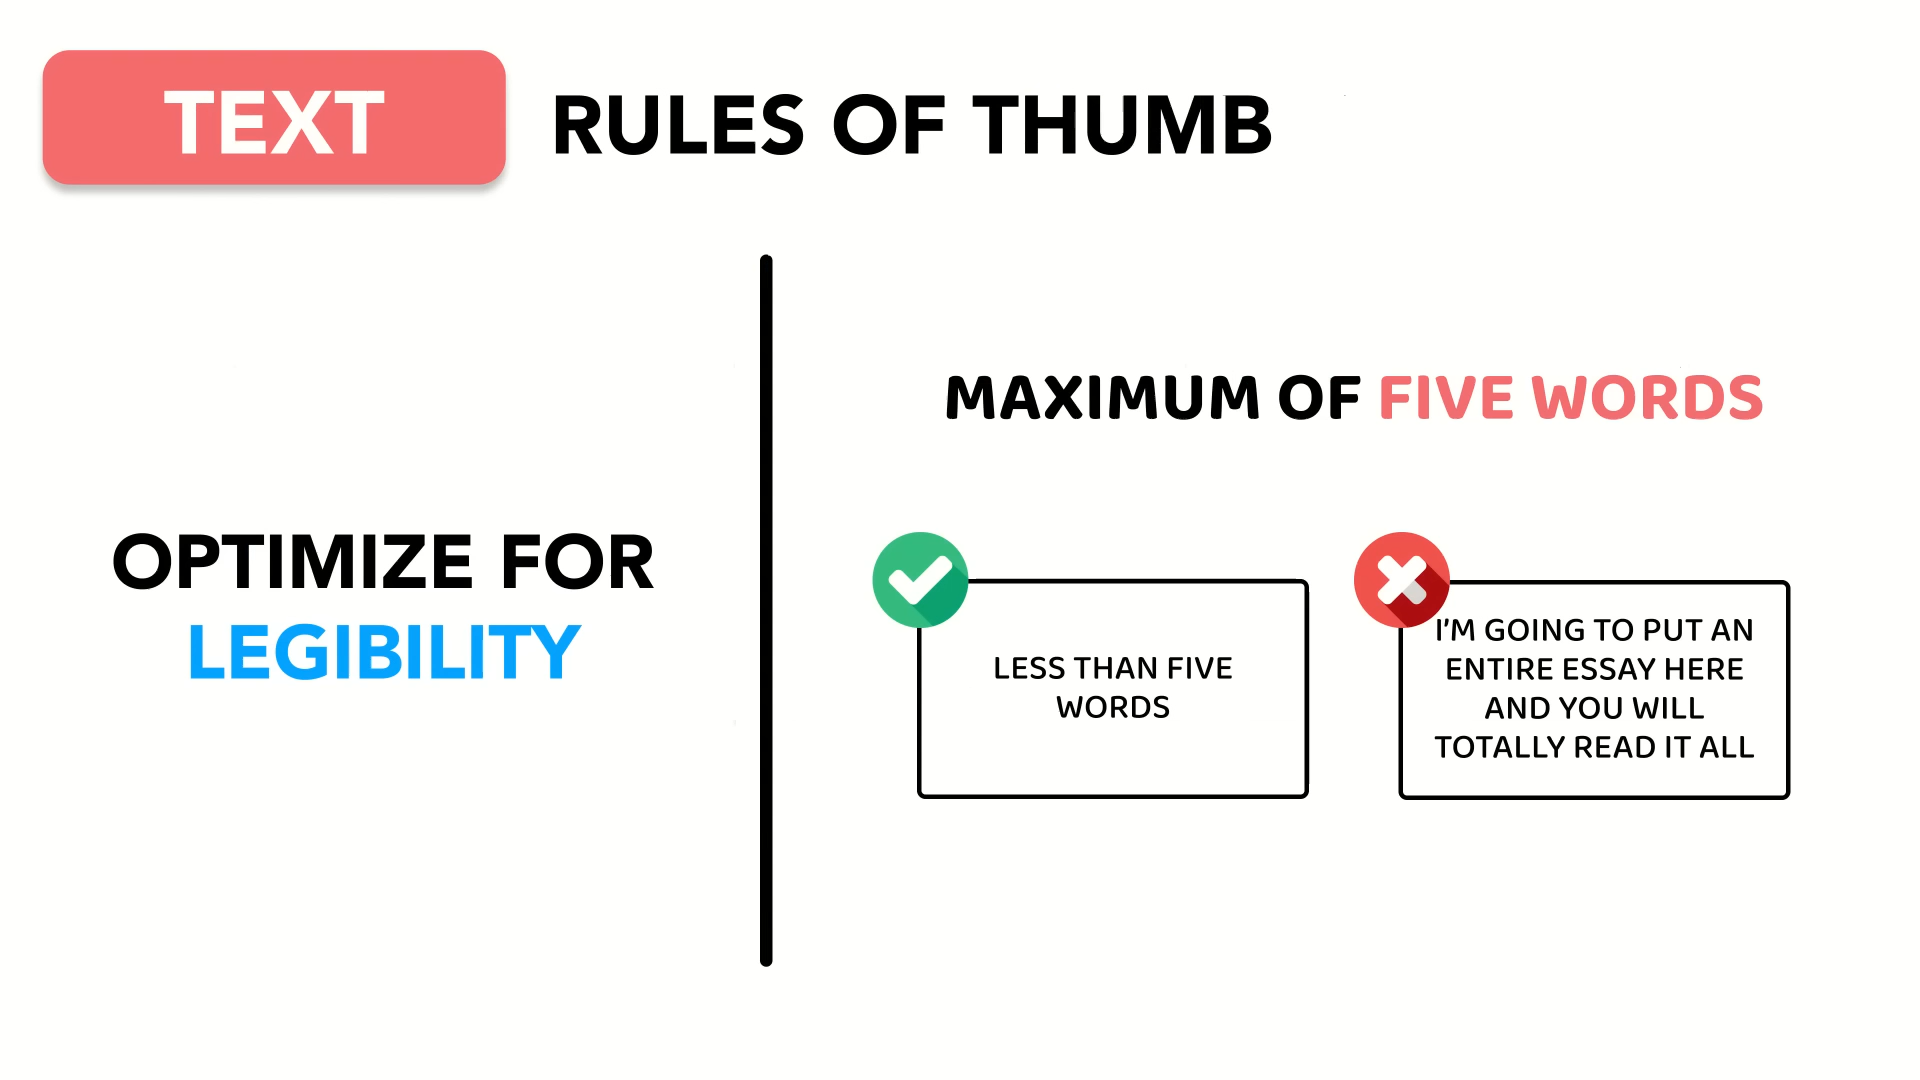 TEXT RULES OF THUMB
OPTIMIZE FOR
LEGIBILITY
MAXIMUM OF FIVE WORDS
LESS THAN FIVE
WORDS
I'M GOING TO PUT AN
ENTIRE ESSAY HERE
AND YOU WILL
TOTALLY READ IT ALL